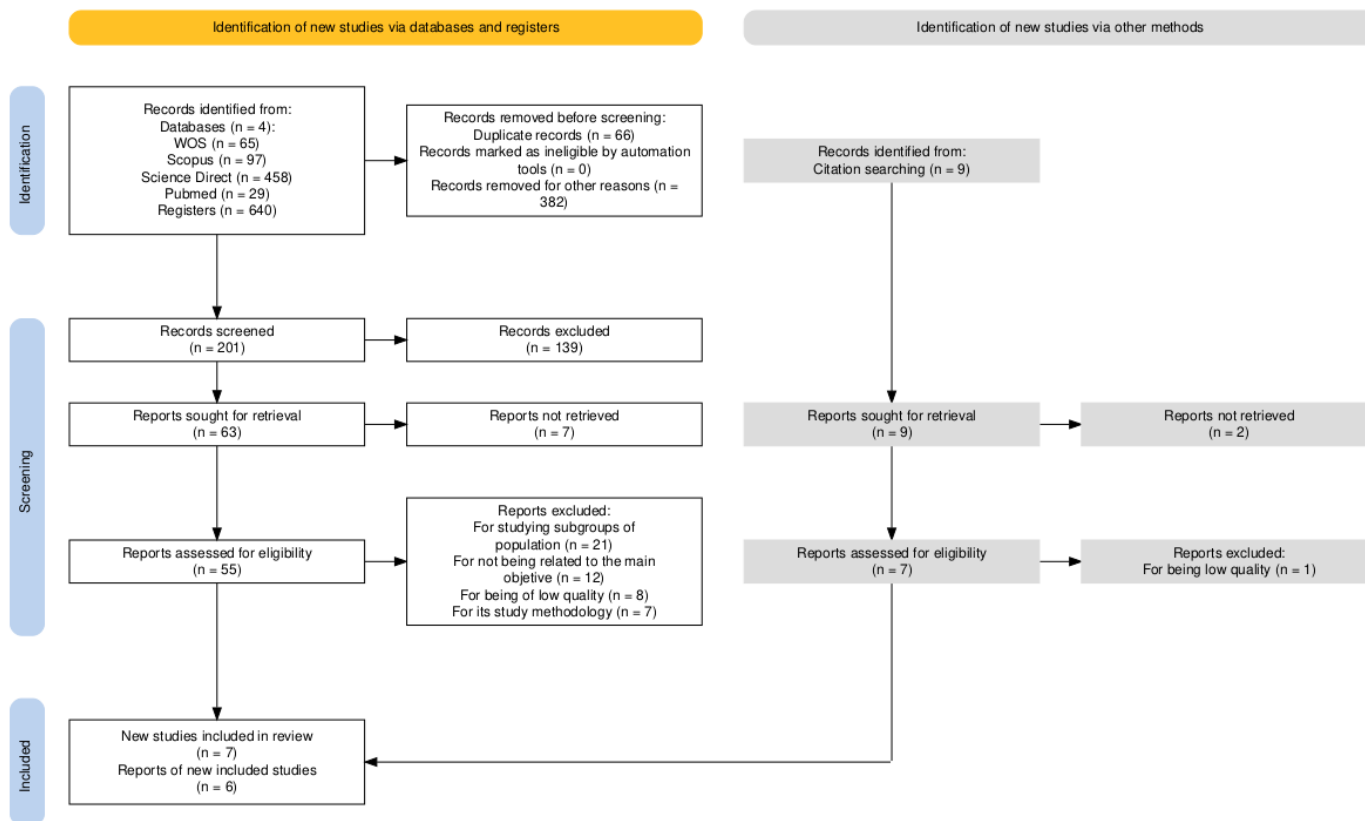 Identification of new studies via databases and registers
Identification of new studies via other methods
Identification
Records identified from:
Databases (n = 4):
WOS (n = 65)
Scopus (n = 97)
Science Direct (n = 458)
Pubmed (n = 29)
Registers (n = 640)
Records removed before screening:
Duplicate records (n = 66)
Records marked as ineligible by automation
tools (n = 0)
Records removed for other reasons (n =
382)
Records identified from:
Citation searching (n = 9)
Screening
Records screened
(n = 201)
Records excluded
(n = 139)
Reports sought for retrieval
(n = 63)
Reports not retrieved
(n = 7)
Reports sought for retrieval
(n = 9)
Reports not retrieved
(n = 2)
Reports assessed for eligibility
(n = 55)
Reports excluded:
For studying subgroups of
population (n = 21)
For not being related to the main
objetive (n = 12)
For being of low quality (n = 8)
For its study methodology (n = 7)
Reports assessed for eligibility
(n = 7)
Reports excluded:
For being low quality (n = 1)
Included
New studies included in review
(n = 7)
Reports of new included studies
(n = 6)